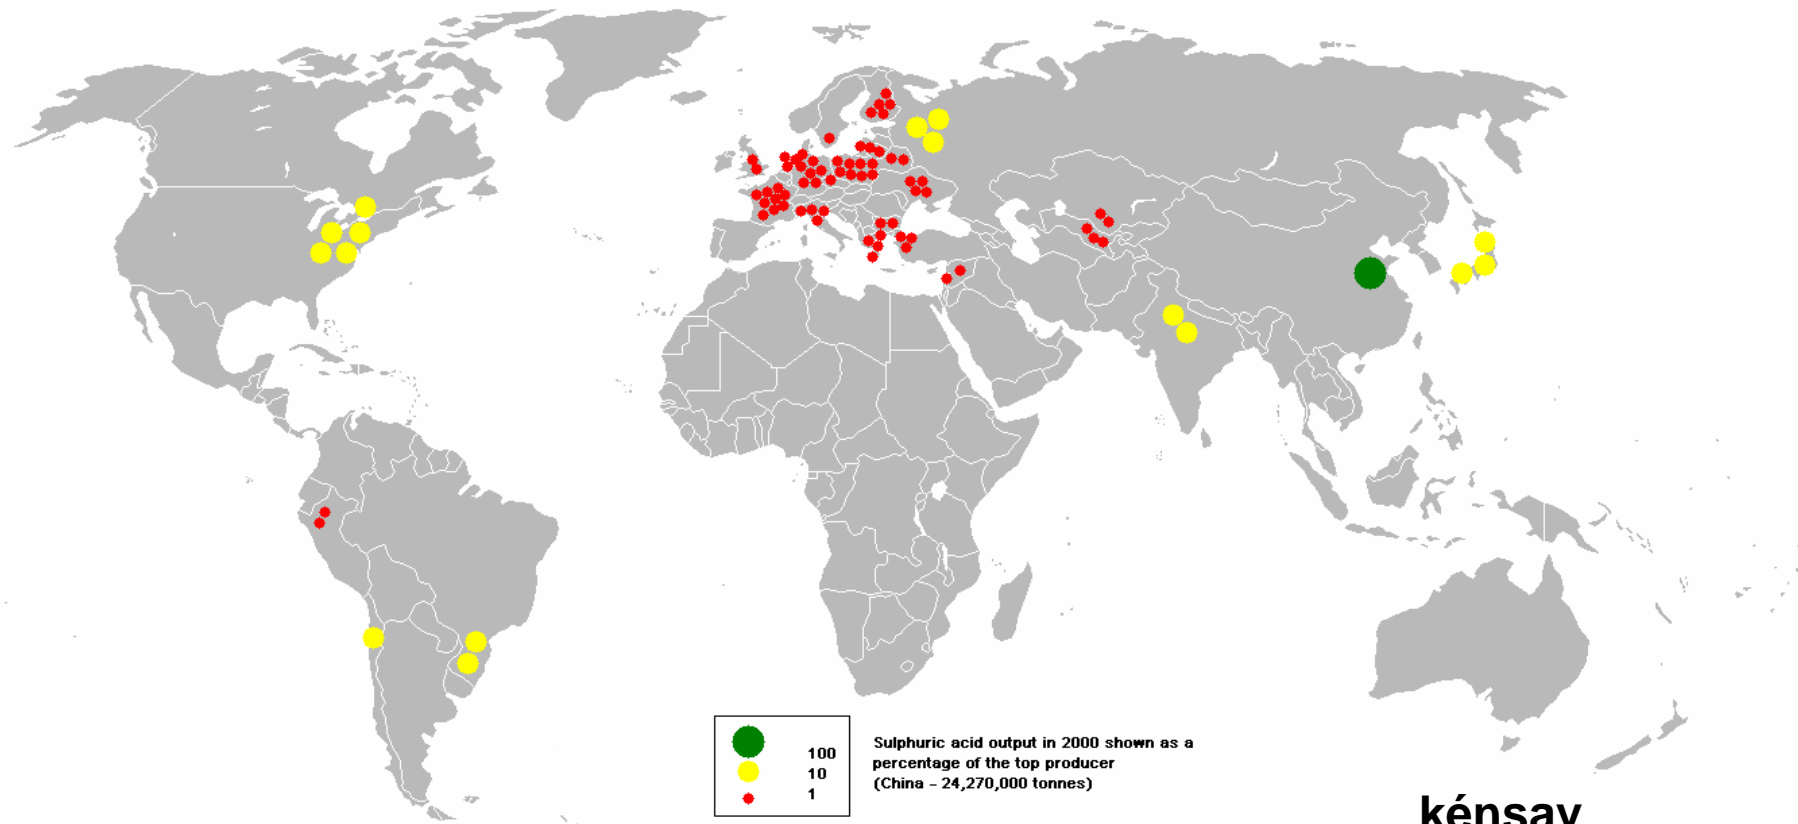 100
10
1
Sulphuric acid output in 2000 shown as a
percentage of the top producer
(China - 24,270,000 tonnes)
kénsav